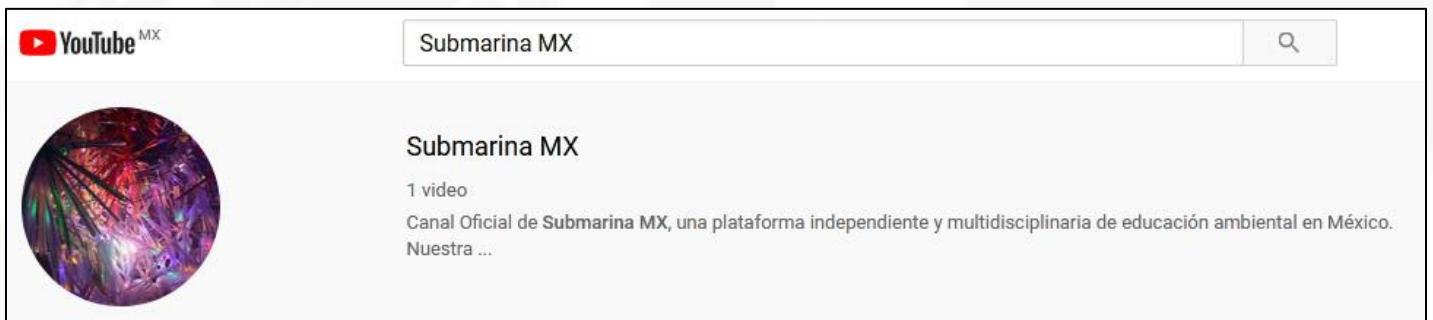 YouTube MX
Submarina MX
Submarina MX
1 video
Canal Oficial de Submarina MX, una plataforma independiente y multidisciplinaria de educación ambiental en México.
Nuestra ...